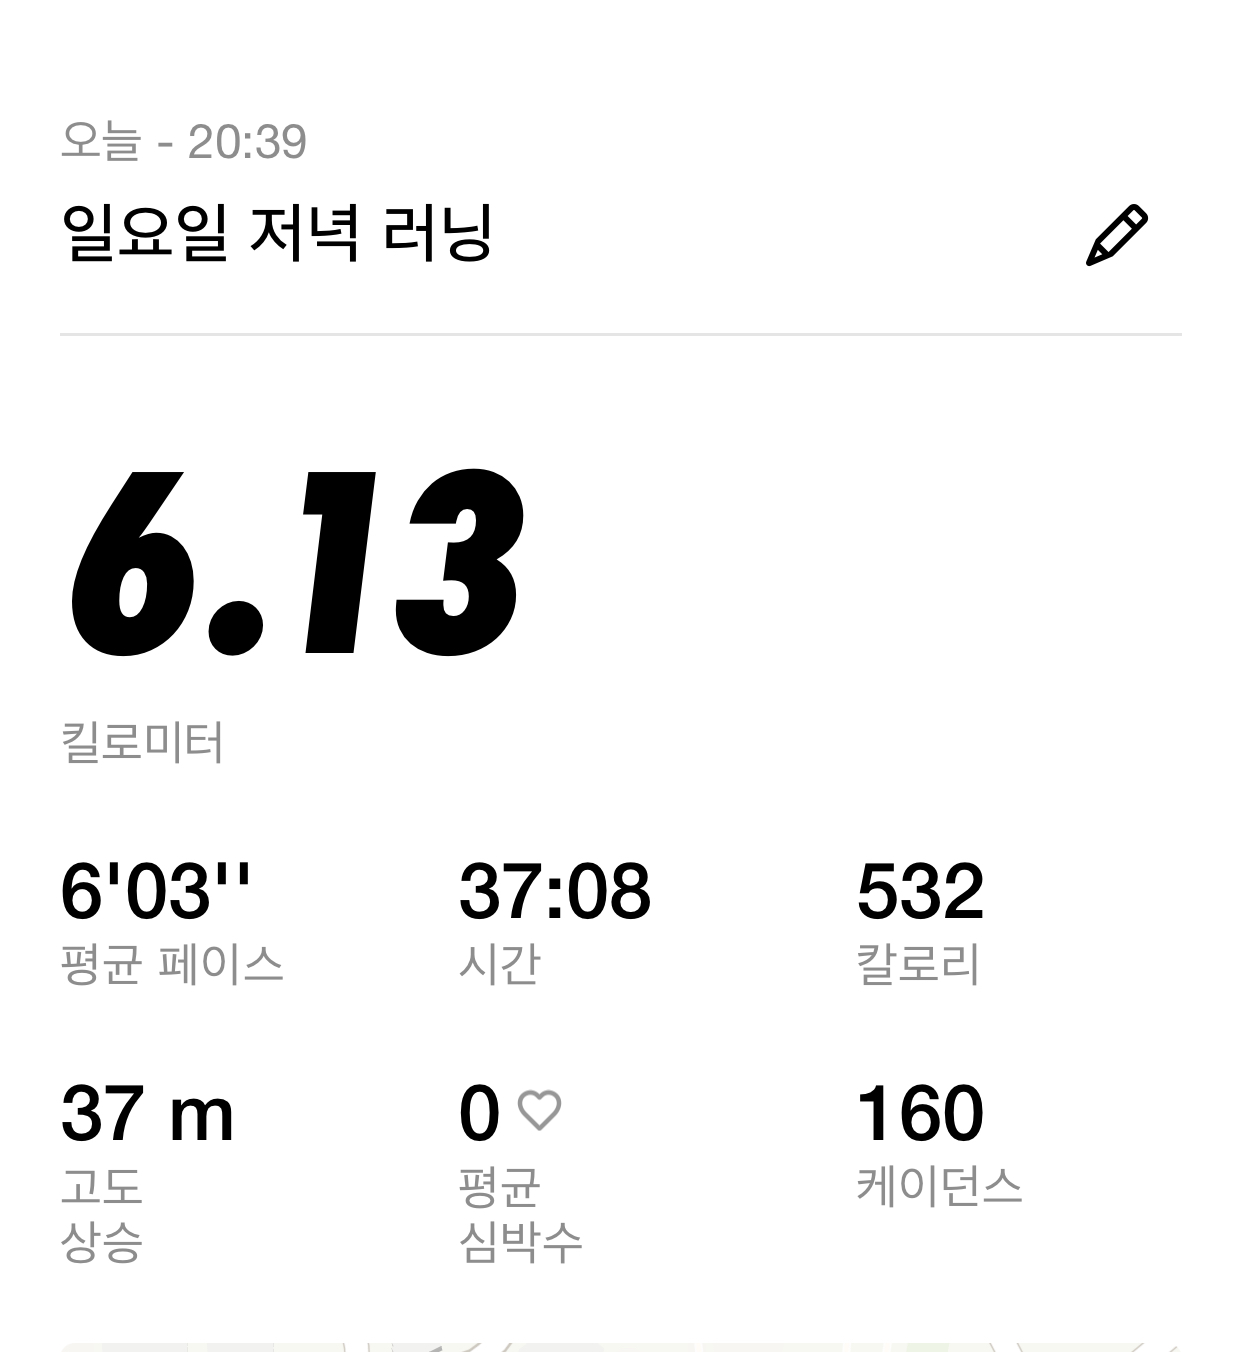 오늘 - 20:39
일요일 저녁 러닝
6.13
킬로미터
6'03'' 37:08 532
평균 페이스 시간 칼로리
37 m 0 160
고도 평균 케이던스
상승 심박수